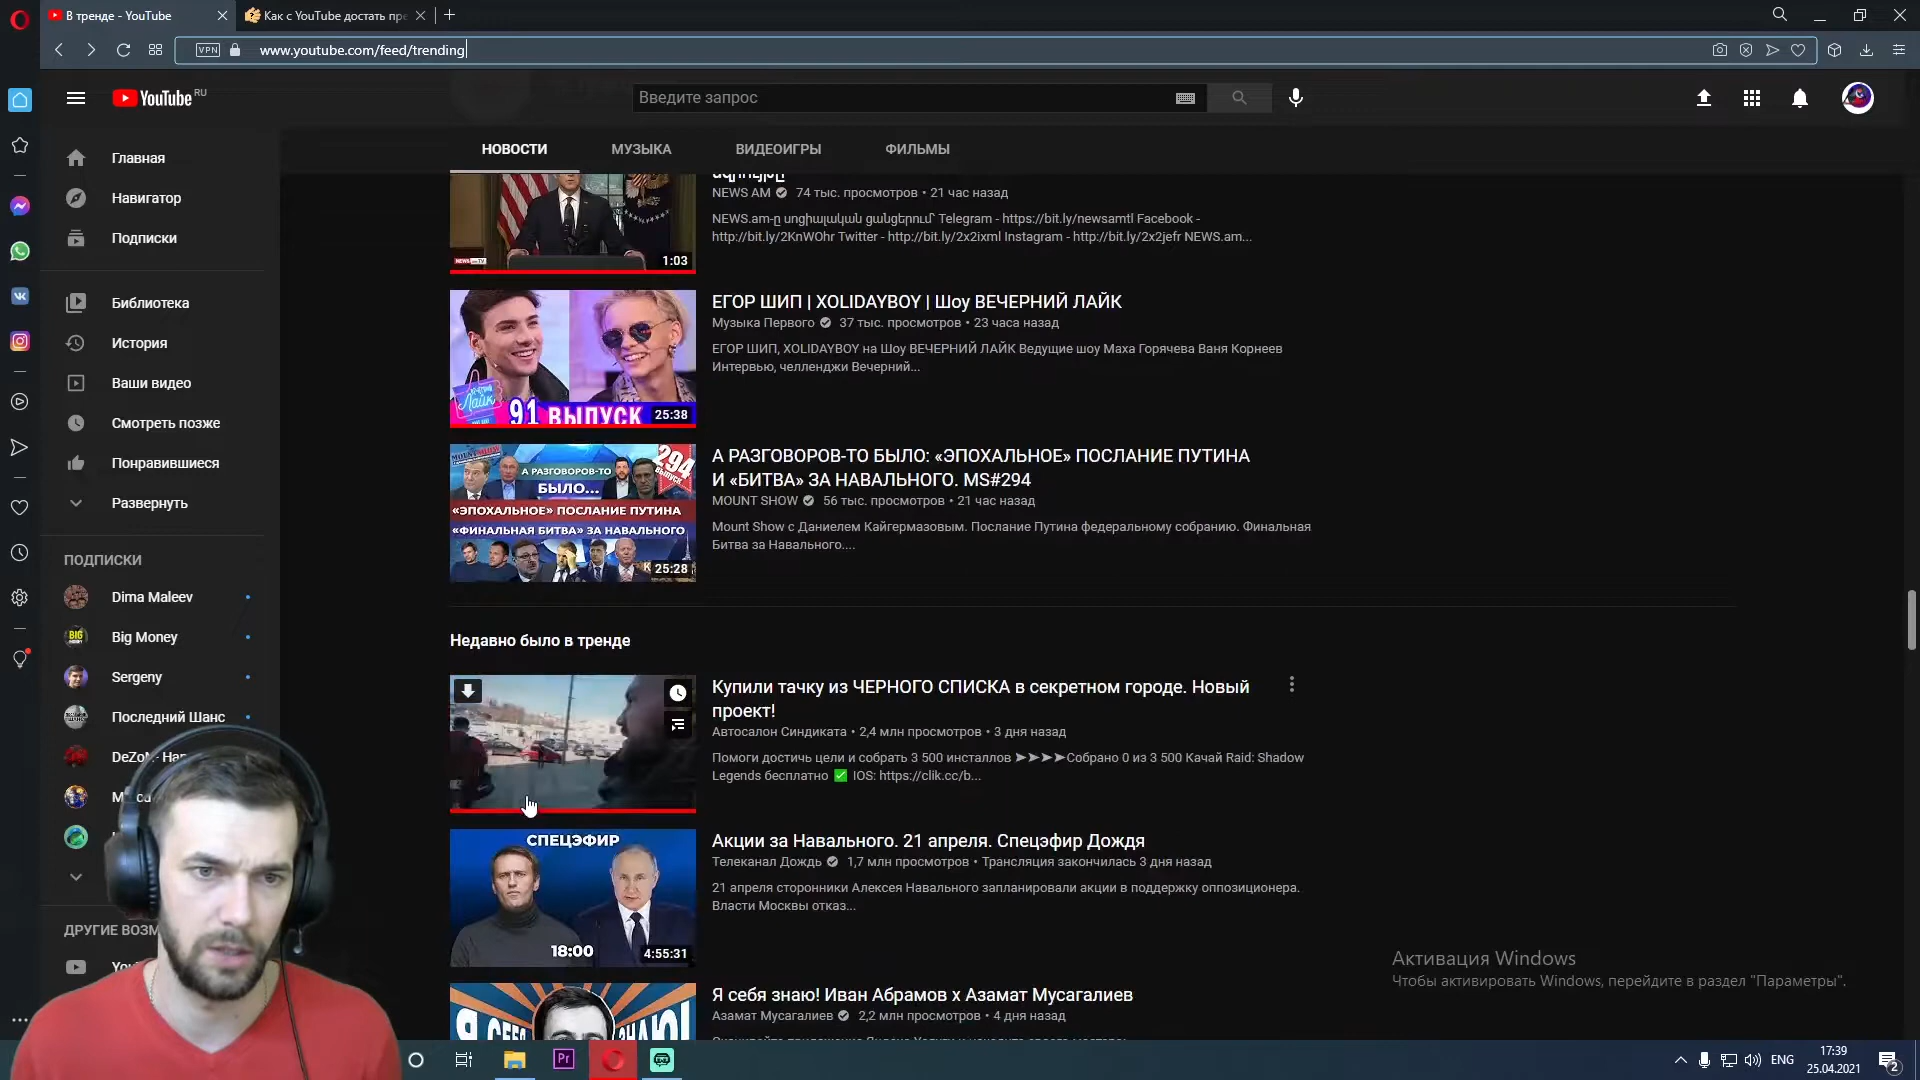 В тренде - YouTube
Как с YouTube достать пре
VPN
www.youtube.com/feed/trending
YouTube RU
Введите запрос
НОВОСТИ
МУЗЫКА
ВИДЕОИГРЫ
ФИЛЬМЫ
Главная
Навигатор
Подписки
Библиотека
История
Ваши видео
Смотреть позже
Понравившиеся
Развернуть
ПОДПИСКИ
Dima Maleev
Big Money
Sergeny
Последний Шанс
ДРУГИЕ ВОЗМ
NEWS AM 74 тыс. просмотров • 21 час назад
NEWS.am-ը սոցիալական ցանցերում՝ Telegram - https://bit.ly/newsamtl Facebook -
http://bit.ly/2KnWOhr Twitter - http://bit.ly/2x2ixml Instagram - http://bit.ly/2x2jefr NEWS.am...
1:03
ЕГОР ШИП | XOLIDAYBOY | Шоу ВЕЧЕРНИЙ ЛАЙК
Музыка Первого 37 тыс. просмотров • 23 часа назад
ЕГОР ШИП, XOLIDAYBOY на Шоу ВЕЧЕРНИЙ ЛАЙК Ведущие шоу Маха Горячева Ваня Корнеев
Интервью, челленджи Вечерний...
Лайк
91 ВЫПУСК
25:38
А РАЗГОВОРОВ-ТО БЫЛО: «ЭПОХАЛЬНОЕ» ПОСЛАНИЕ ПУТИНА
И «БИТВА» ЗА НАВАЛЬНОГО. MS#294
MOUNT SHOW 56 тыс. просмотров • 21 час назад
Mount Show с Даниелем Кайгермазовым. Послание Путина федеральному собранию. Финальная
Битва за Навального....
294
ВЫПУСК
А РАЗГОВОРОВ-ТО
БЫЛО...
«ЭПОХАЛЬНОЕ» ПОСЛАНИЕ ПУТИНА
«ФИНАЛЬНАЯ БИТВА» ЗА НАВАЛЬНОГО
25:28
Недавно было в тренде
Купили тачку из ЧЕРНОГО СПИСКА в секретном городе. Новый
проект!
Автосалон Синдиката • 2,4 млн просмотров • 3 дня назад
Помоги достичь цели и собрать 3 500 инсталлов ➤➤➤➤Собрано 0 из 3 500 Качай Raid: Shadow
Legends бесплатно ✅ IOS: https://clik.cc/b...
СПЕЦЭФИР
18:00
4:55:31
Акции за Навального. 21 апреля. Спецэфир Дождя
Телеканал Дождь 1,7 млн просмотров • Трансляция закончилась 3 дня назад
21 апреля сторонники Алексея Навального запланировали акции в поддержку оппозиционера.
Власти Москвы отказ...
Я себя знаю! Иван Абрамов х Азамат Мусагалиев
Азамат Мусагалиев 2,2 млн просмотров • 4 дня назад
Активация Windows
Чтобы активировать Windows, перейдите в раздел "Параметры".
Pr
ENG
17:39
25.04.2021
2